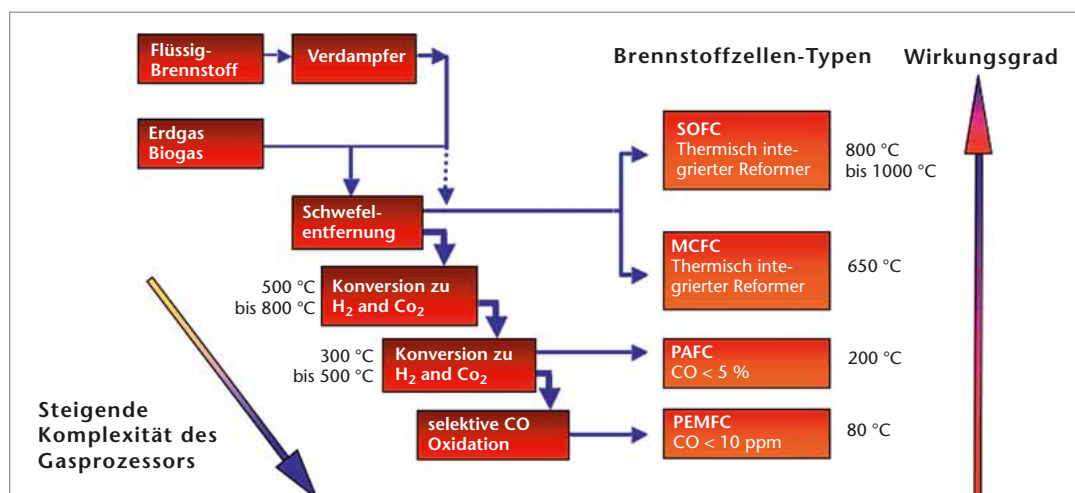 Flüssig-
Brennstoff
Verdampfer
Brennstoffzellen-Typen
Wirkungsgrad
Erdgas
Biogas
SOFC
Thermisch inte-
grierter Reformer
800 °C
bis 1000 °C
Schwefel-
entfernung
MCFC
Thermisch inte-
grierter Reformer
650 °C
500 °C
bis 800 °C
Konversion zu
H₂ and Co₂
300 °C
bis 500 °C
Konversion zu
H₂ and Co₂
PAFC
CO < 5 %
200 °C
Steigende
Komplexität des
Gasprozessors
selektive CO
Oxidation
PEMFC
CO < 10 ppm
80 °C